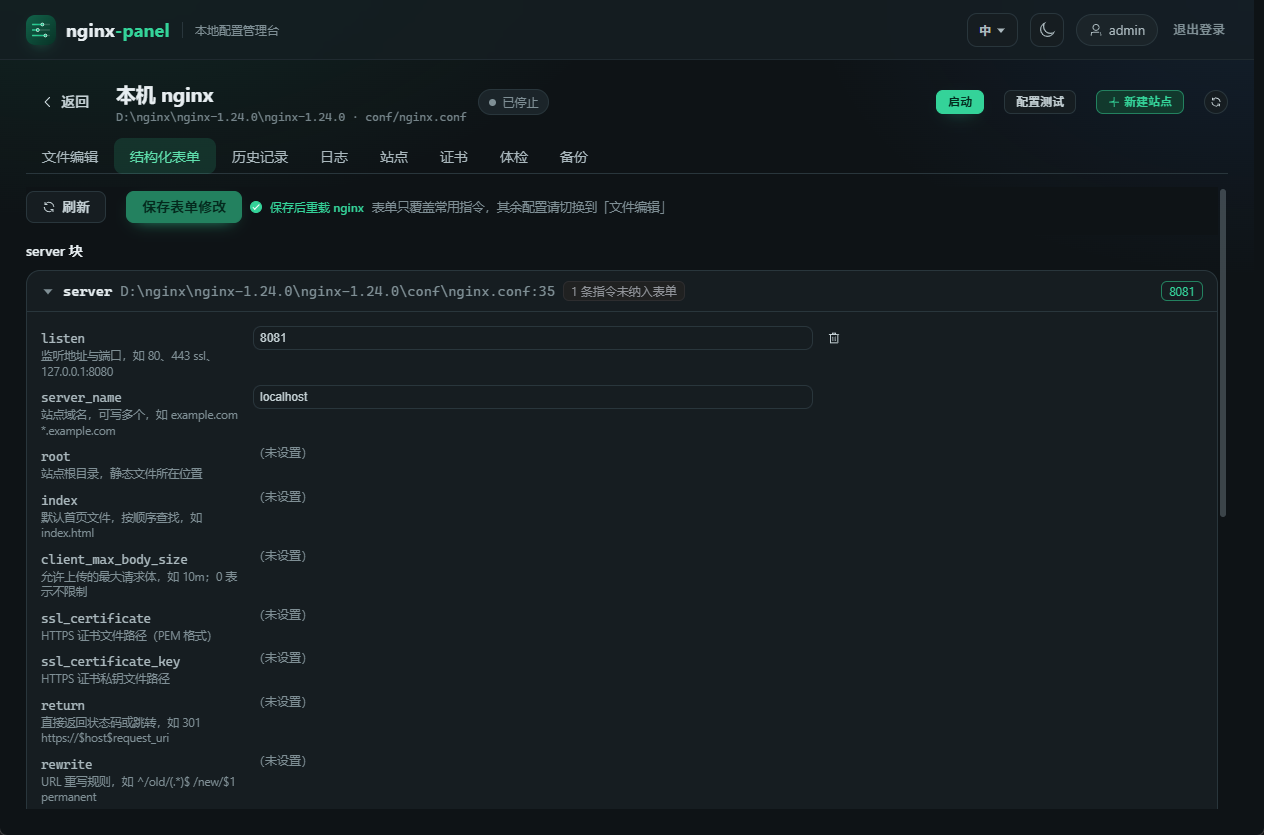 nginx-panel 本地配置管理台 中 admin 退出登录
返回 本机 nginx 已停止 启动 配置测试 新建站点
D:\nginx\nginx-1.24.0\nginx-1.24.0 · conf/nginx.conf
文件编辑 结构化表单 历史记录 日志 站点 证书 体检 备份
刷新 保存表单修改 保存后重载 nginx 表单只覆盖常用指令，其余配置请切换到「文件编辑」
server 块
server D:\nginx\nginx-1.24.0\nginx-1.24.0\conf\nginx.conf:35 1 条指令未纳入表单 8081
listen 8081
监听地址与端口，如 80、443 ssl、
127.0.0.1:8080
server_name localhost
站点域名，可写多个，如 example.com
*.example.com
root (未设置)
站点根目录，静态文件所在位置
index (未设置)
默认首页文件，按顺序查找，如
index.html
client_max_body_size (未设置)
允许上传的最大请求体，如 10m；0 表
示不限制
ssl_certificate (未设置)
HTTPS 证书文件路径（PEM 格式）
ssl_certificate_key (未设置)
HTTPS 证书私钥文件路径
return (未设置)
直接返回状态码或跳转，如 301
https://$host$request_uri
rewrite (未设置)
URL 重写规则，如 ^/old/(.*)$ /new/$1
permanent